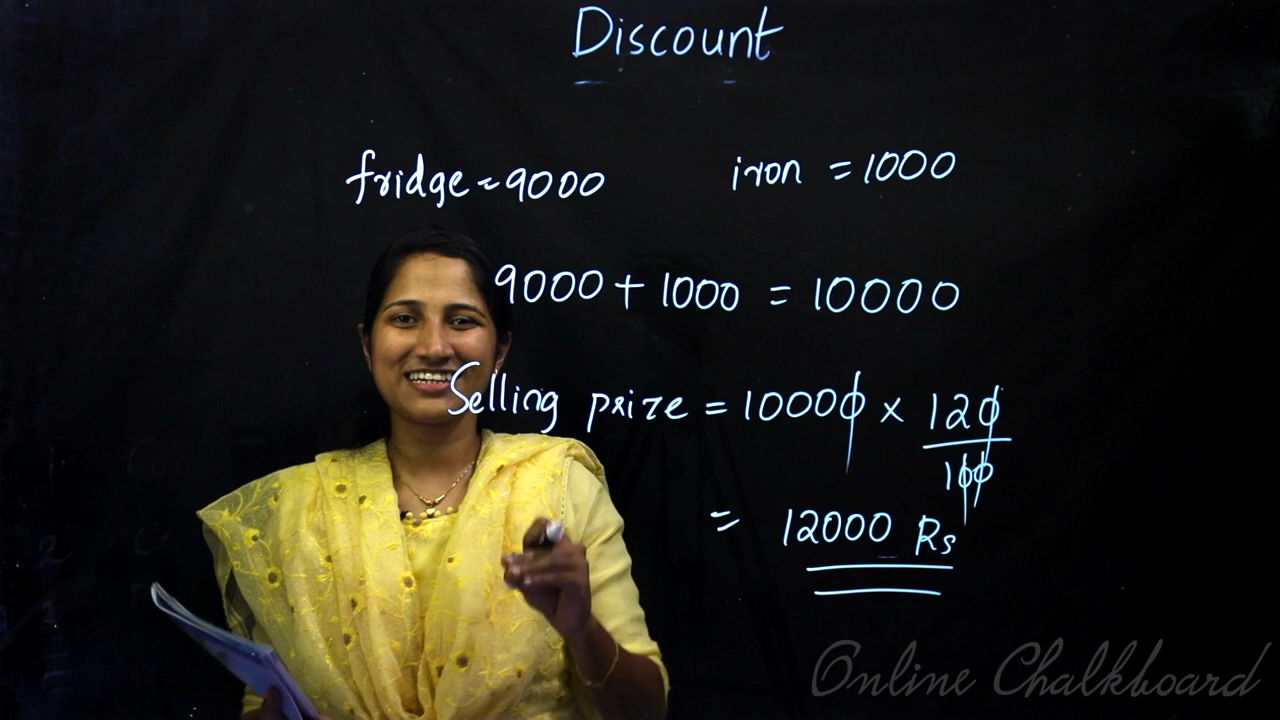 Discount
fridge = 9000 iron = 1000
9000 + 1000 = 10000
Selling prize = 10000 × 120/100
= 12000 Rs
Online Chalkboard